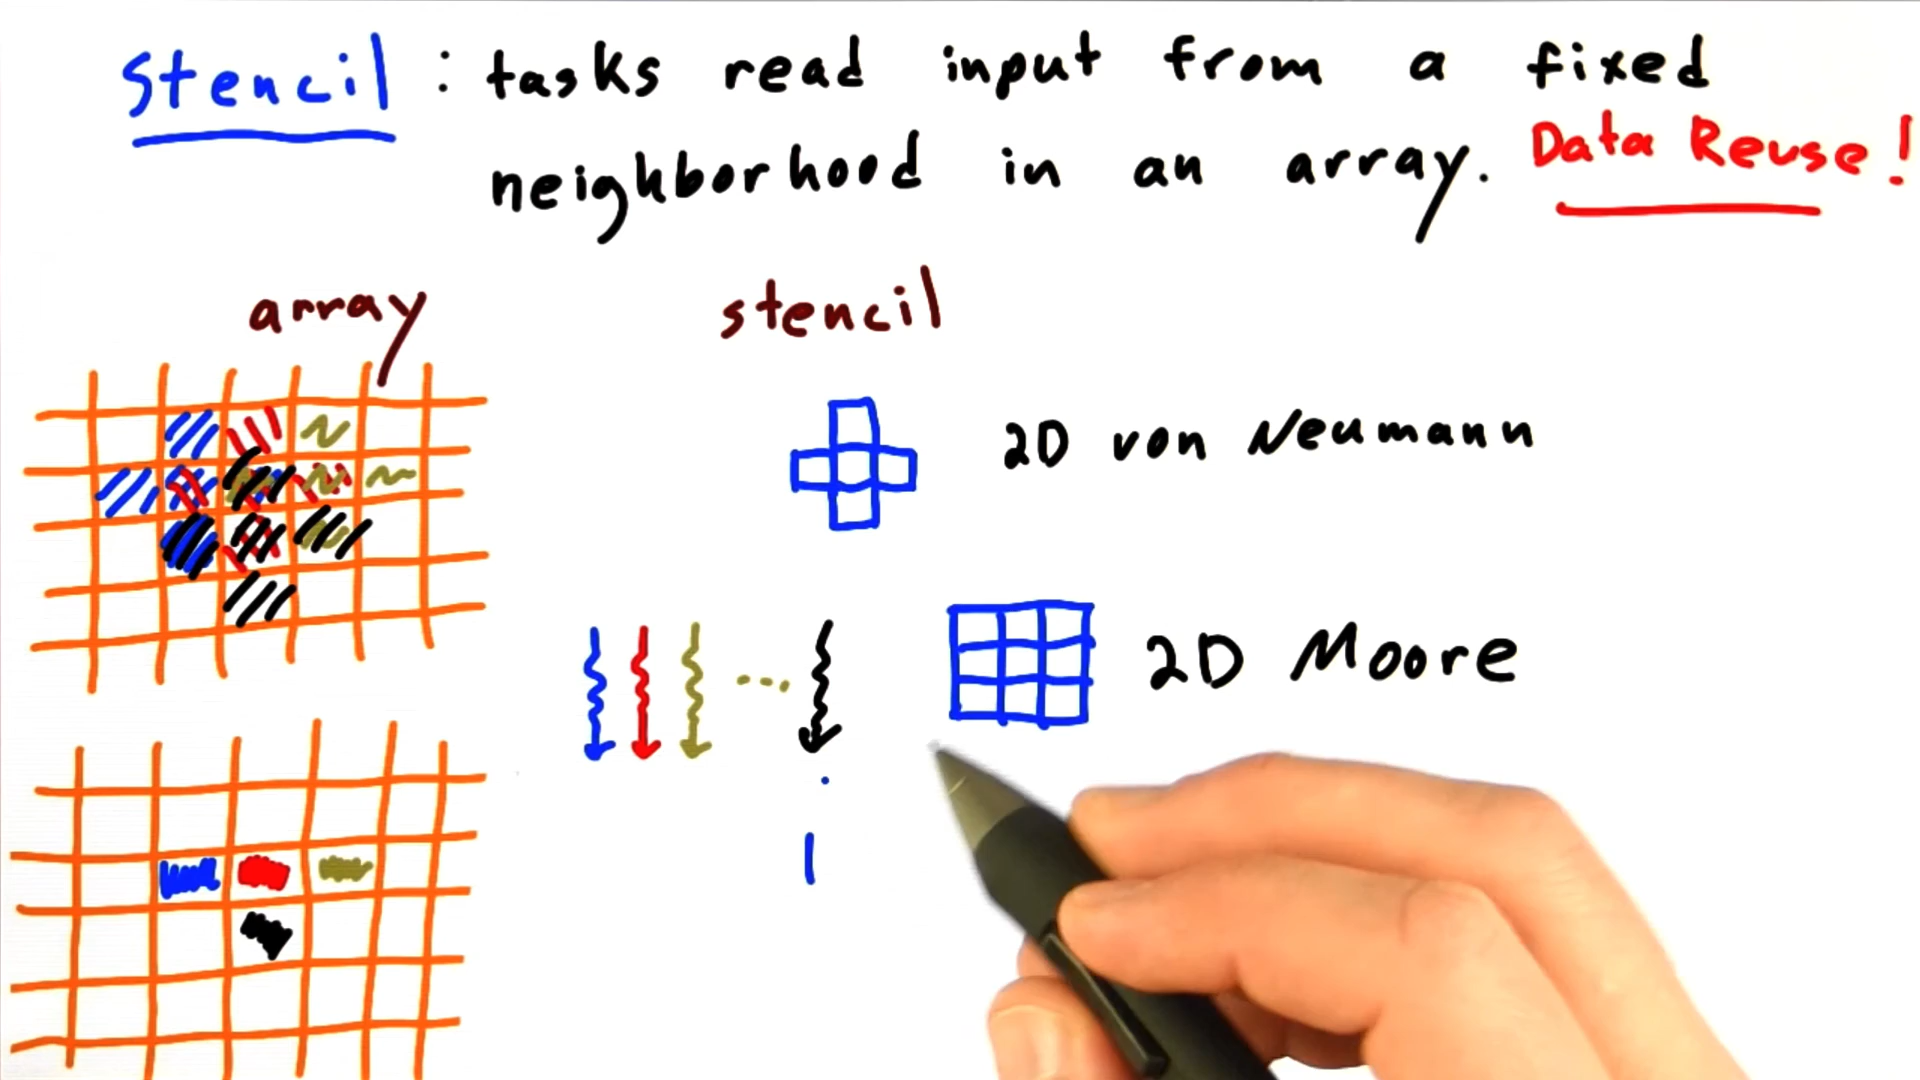 Stencil : tasks read input from a fixed
neighborhood in an array. Data Reuse!
array
stencil
2D von Neumann
2D Moore